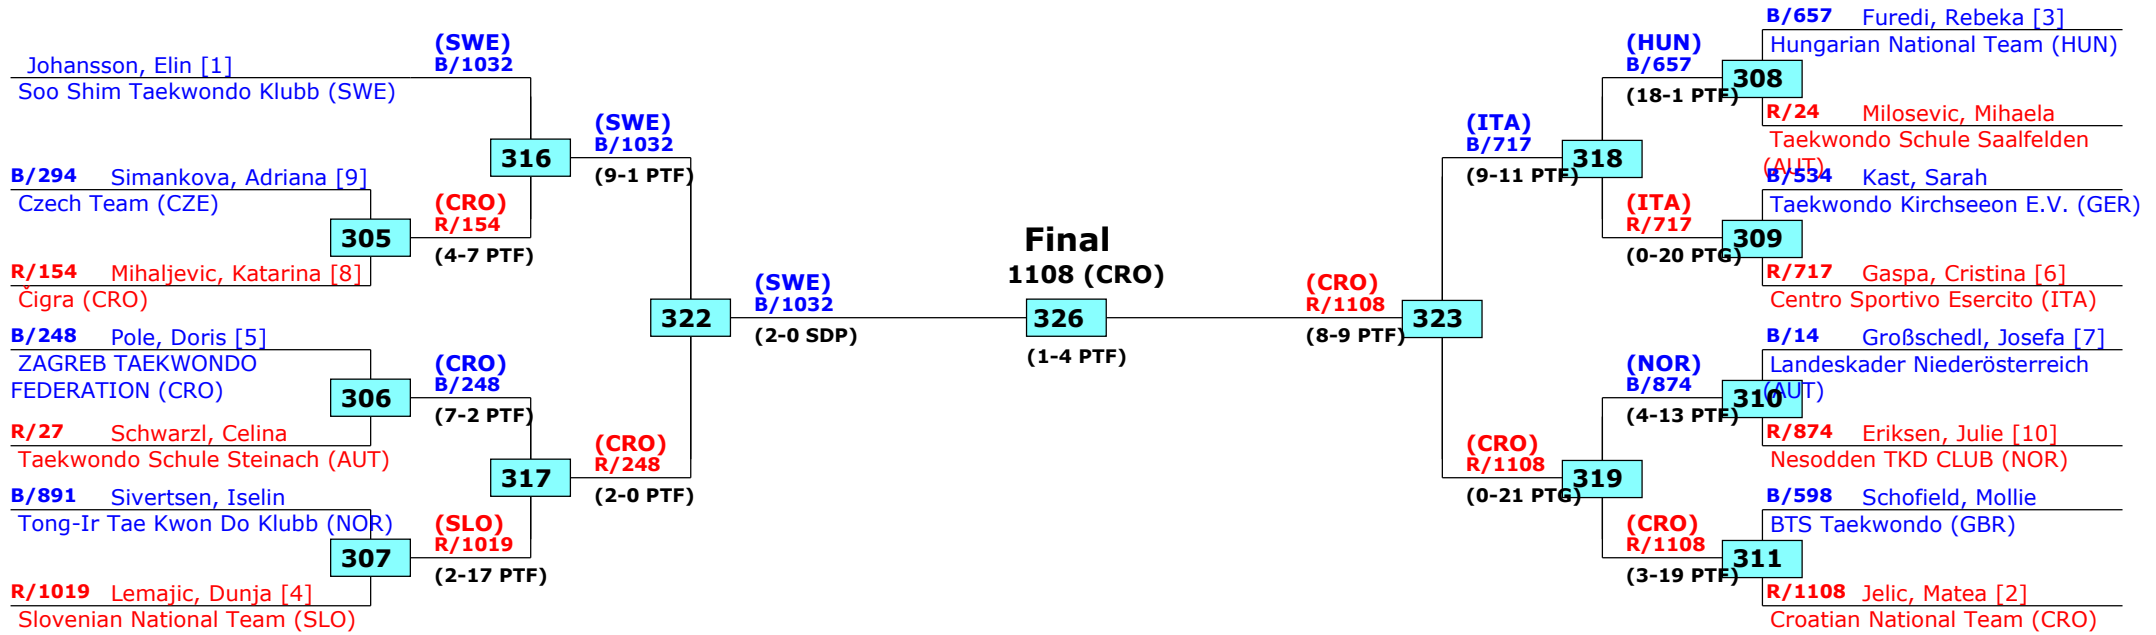 Johansson, Elin [1]
Soo Shim Taekwondo Klubb (SWE)
B/294 Simankova, Adriana [9]
Czech Team (CZE)
305
R/154 Mihaljevic, Katarina [8]
Čigra (CRO)
B/248 Pole, Doris [5]
ZAGREB TAEKWONDO
FEDERATION (CRO)
306
R/27 Schwarzl, Celina
Taekwondo Schule Steinach (AUT)
B/891 Sivertsen, Iselin
Tong-Ir Tae Kwon Do Klubb (NOR)
307
R/1019 Lemajic, Dunja [4]
Slovenian National Team (SLO)
(SWE)
B/1032
316
(CRO)
R/154
(4-7 PTF)
(CRO)
B/248
(7-2 PTF)
317
(SLO)
R/1019
(2-17 PTF)
(SWE)
B/1032
(9-1 PTF)
322
(CRO)
R/248
(2-0 PTF)
(SWE)
B/1032
(2-0 SDP)
Final
1108 (CRO)
326
(1-4 PTF)
(CRO)
R/1108
(8-9 PTF)
323
(ITA)
B/717
(9-11 PTF)
318
(CRO)
R/1108
(0-21 PTG)
319
(HUN)
B/657
(18-1 PTF)
(ITA)
R/717
(0-20 PTG)
(NOR)
B/874
(4-13 PTF)
(CRO)
R/1108
(3-19 PTF)
B/657 Furedi, Rebeka [3]
Hungarian National Team (HUN)
308
R/24 Milosevic, Mihaela
Taekwondo Schule Saalfelden
(AUT)
B/534 Kast, Sarah
Taekwondo Kirchseeon E.V. (GER)
309
R/717 Gaspa, Cristina [6]
Centro Sportivo Esercito (ITA)
B/14 Großschedl, Josefa [7]
Landeskader Niederösterreich
(AUT)
310
R/874 Eriksen, Julie [10]
Nesodden TKD CLUB (NOR)
B/598 Schofield, Mollie
BTS Taekwondo (GBR)
311
R/1108 Jelic, Matea [2]
Croatian National Team (CRO)